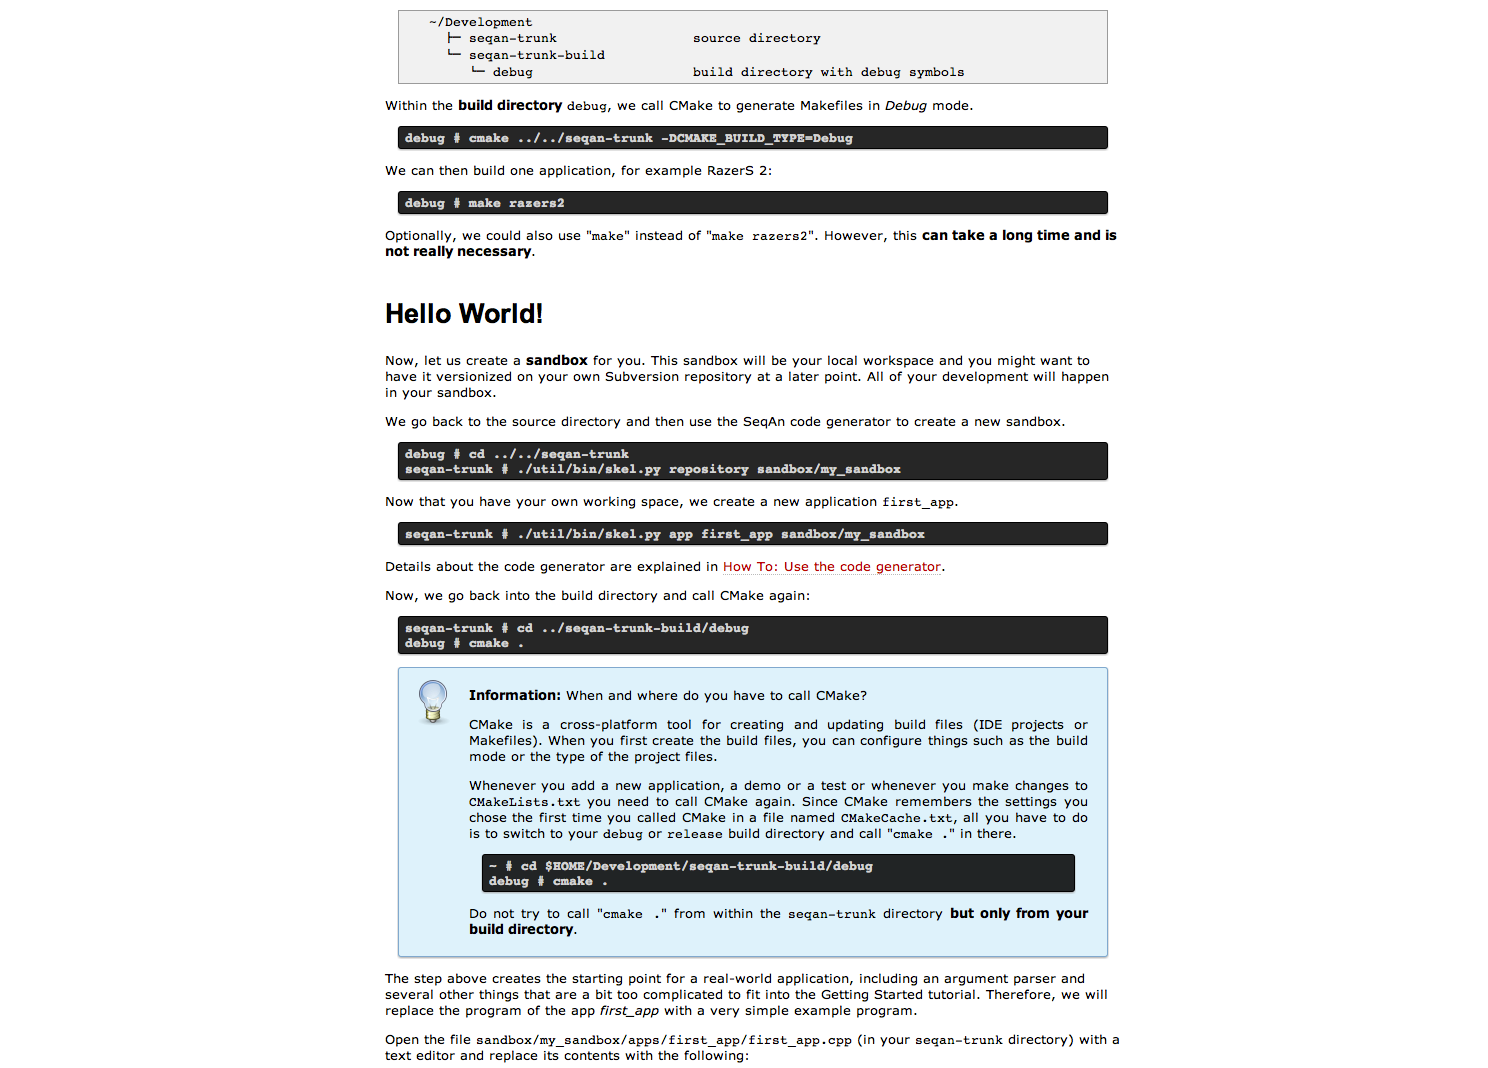 ~/Development
├─ seqan-trunk source directory
└─ seqan-trunk-build
└─ debug build directory with debug symbols
Within the build directory debug, we call CMake to generate Makefiles in Debug mode.
debug # cmake ../../seqan-trunk -DCMAKE_BUILD_TYPE=Debug
We can then build one application, for example RazerS 2:
debug # make razers2
Optionally, we could also use "make" instead of "make razers2". However, this can take a long time and is
not really necessary.
Hello World!
Now, let us create a sandbox for you. This sandbox will be your local workspace and you might want to
have it versionized on your own Subversion repository at a later point. All of your development will happen
in your sandbox.
We go back to the source directory and then use the SeqAn code generator to create a new sandbox.
debug # cd ../../seqan-trunk
seqan-trunk # ./util/bin/skel.py repository sandbox/my_sandbox
Now that you have your own working space, we create a new application first_app.
seqan-trunk # ./util/bin/skel.py app first_app sandbox/my_sandbox
Details about the code generator are explained in How To: Use the code generator.
Now, we go back into the build directory and call CMake again:
seqan-trunk # cd ../seqan-trunk-build/debug
debug # cmake .
Information: When and where do you have to call CMake?
CMake is a cross-platform tool for creating and updating build files (IDE projects or
Makefiles). When you first create the build files, you can configure things such as the build
mode or the type of the project files.
Whenever you add a new application, a demo or a test or whenever you make changes to
CMakeLists.txt you need to call CMake again. Since CMake remembers the settings you
chose the first time you called CMake in a file named CMakeCache.txt, all you have to do
is to switch to your debug or release build directory and call "cmake ." in there.
~ # cd $HOME/Development/seqan-trunk-build/debug
debug # cmake .
Do not try to call "cmake ." from within the seqan-trunk directory but only from your
build directory.
The step above creates the starting point for a real-world application, including an argument parser and
several other things that are a bit too complicated to fit into the Getting Started tutorial. Therefore, we will
replace the program of the app first_app with a very simple example program.
Open the file sandbox/my_sandbox/apps/first_app/first_app.cpp (in your seqan-trunk directory) with a
text editor and replace its contents with the following: